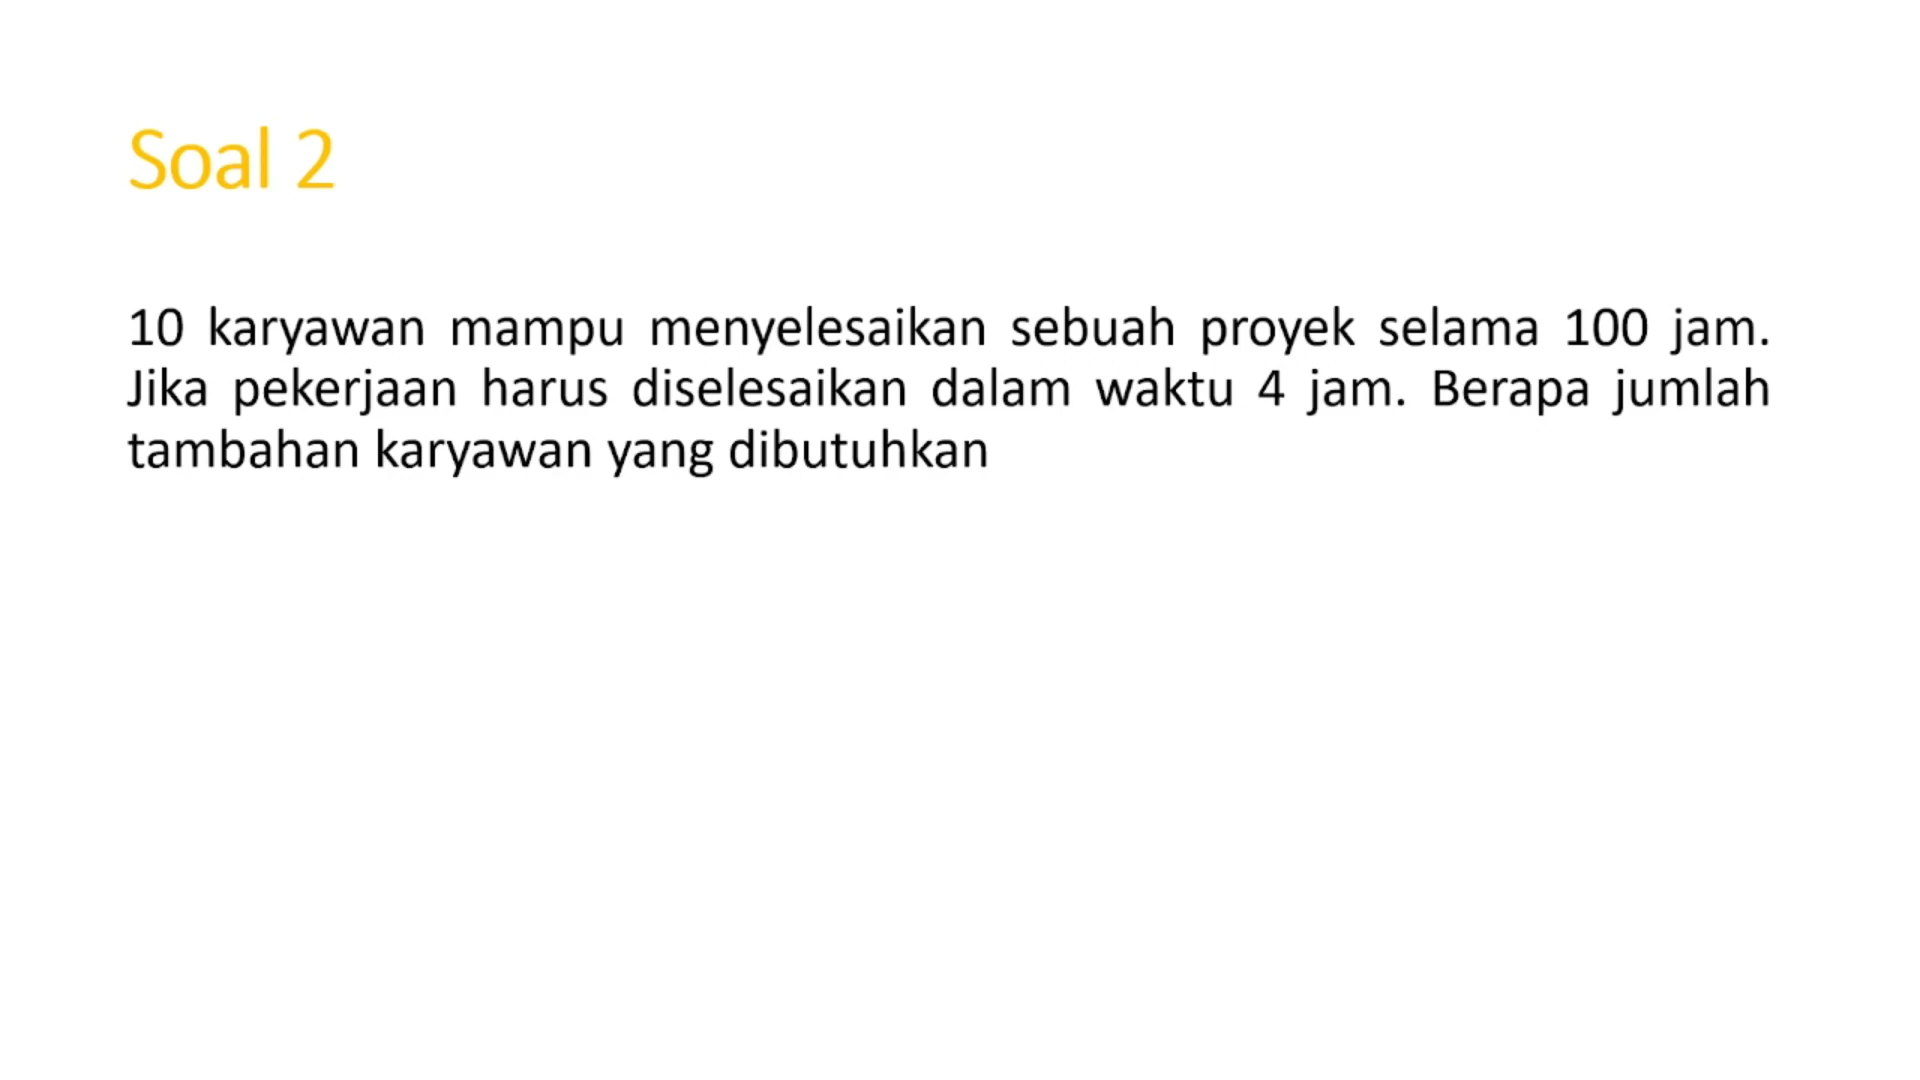 Soal 2
10 karyawan mampu menyelesaikan sebuah proyek selama 100 jam.
Jika pekerjaan harus diselesaikan dalam waktu 4 jam. Berapa jumlah
tambahan karyawan yang dibutuhkan